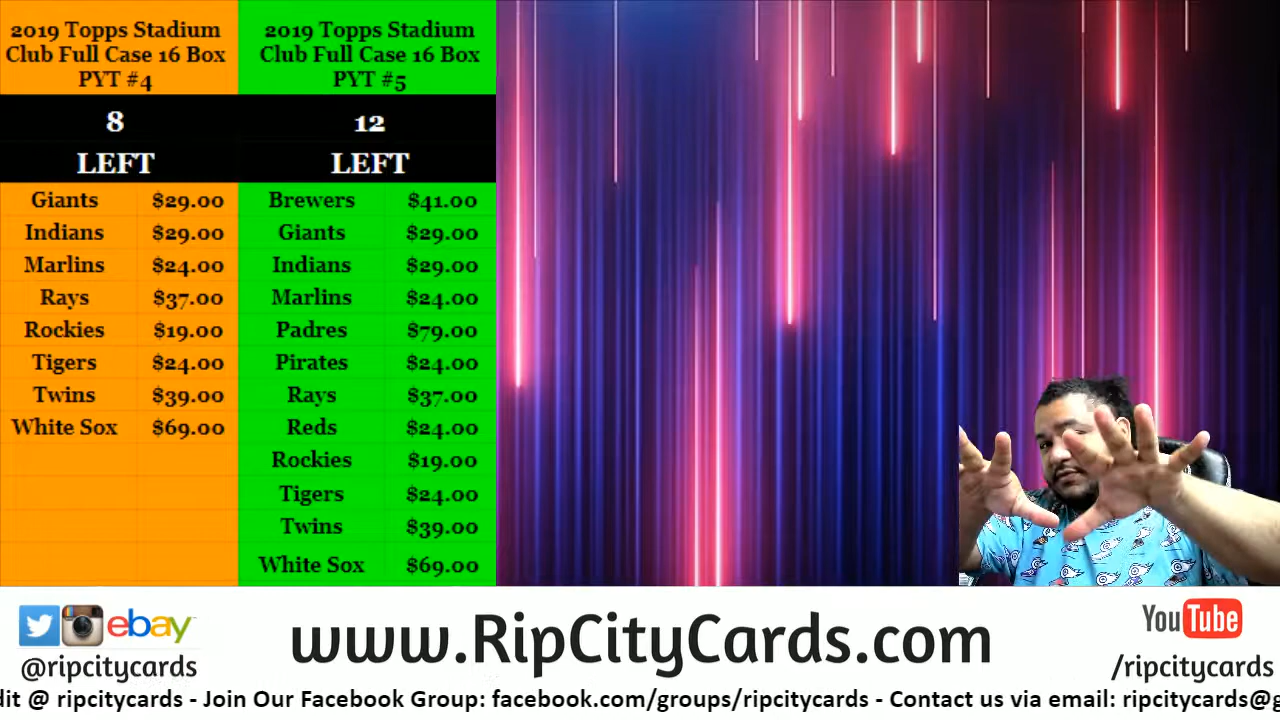 2019 Topps Stadium
Club Full Case 16 Box
PYT #4
8
LEFT
Giants $29.00
Indians $29.00
Marlins $24.00
Rays $37.00
Rockies $19.00
Tigers $24.00
Twins $39.00
White Sox $69.00
2019 Topps Stadium
Club Full Case 16 Box
PYT #5
12
LEFT
Brewers $41.00
Giants $29.00
Indians $29.00
Marlins $24.00
Padres $79.00
Pirates $24.00
Rays $37.00
Reds $24.00
Rockies $19.00
Tigers $24.00
Twins $39.00
White Sox $69.00
ebay
@ripcitycards
www.RipCityCards.com
YouTube
/ripcitycards
dit @ ripcitycards - Join Our Facebook Group: facebook.com/groups/ripcitycards - Contact us via email: ripcitycards@g